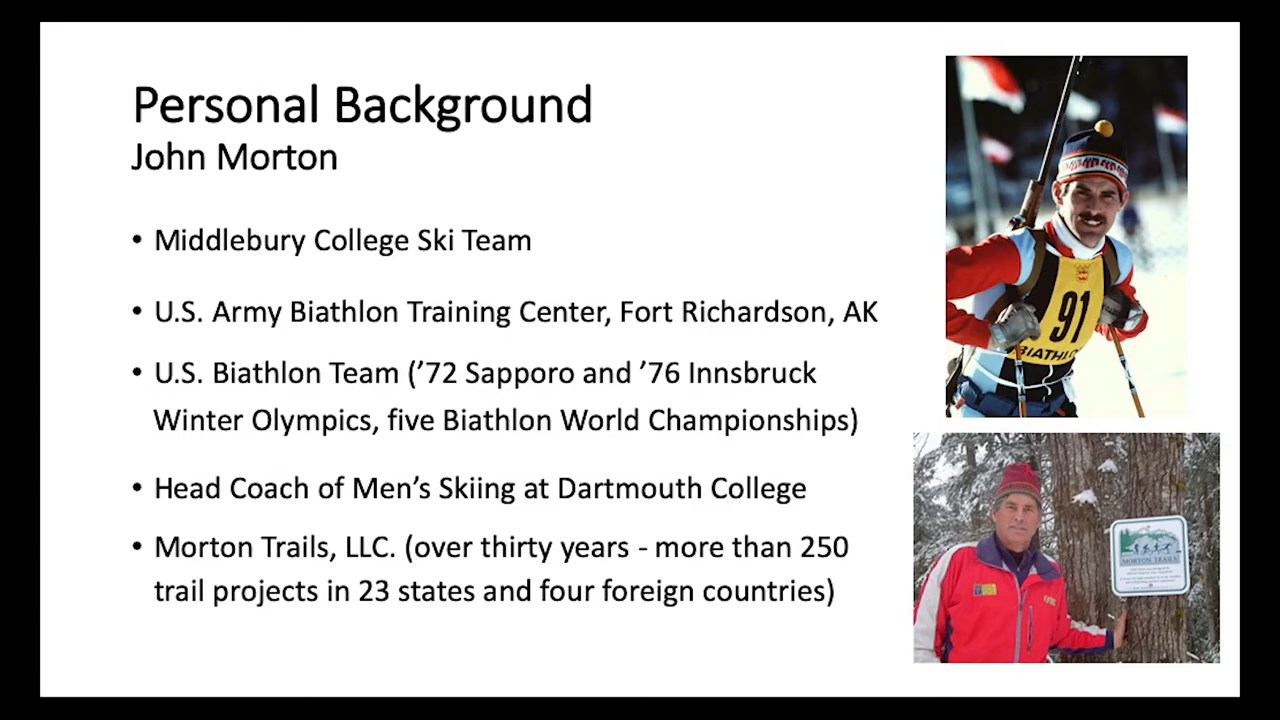 Personal Background
John Morton
• Middlebury College Ski Team
• U.S. Army Biathlon Training Center, Fort Richardson, AK
• U.S. Biathlon Team (’72 Sapporo and ’76 Innsbruck
Winter Olympics, five Biathlon World Championships)
• Head Coach of Men’s Skiing at Dartmouth College
• Morton Trails, LLC. (over thirty years - more than 250
trail projects in 23 states and four foreign countries)
91
BIATHLO
MORTON TRAILS